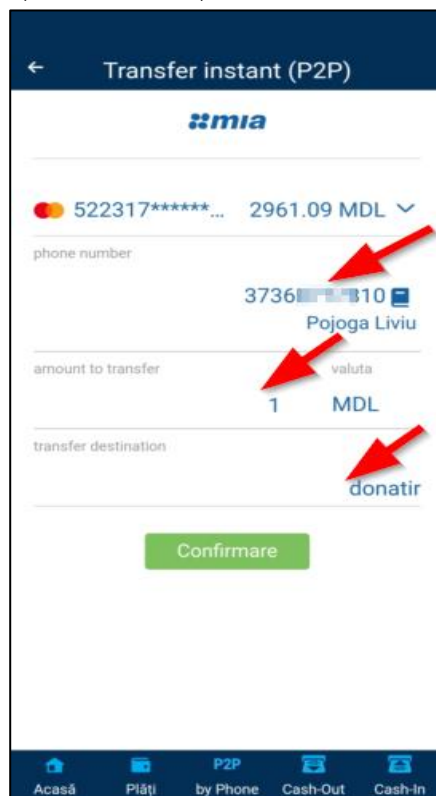 Transfer instant (P2P)
mia
522317******... 2961.09 MDL
phone number
Pojoga Liviu
amount to transfer valuta
1 MDL
transfer destination
donatir
Confirmare
P2P
Acasă Plăți by Phone Cash-Out Cash-In